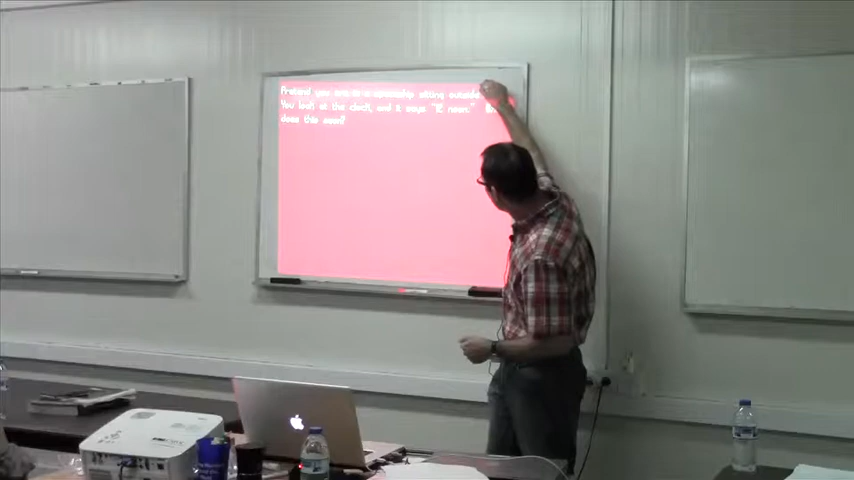 Pretend you are in a spaceship sitting outside
You look at the clock, and it says "12 noon."
does this mean?